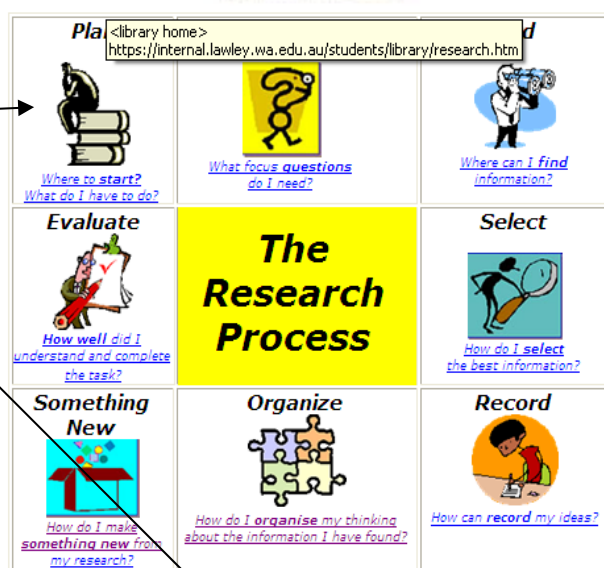 <library home>
https://internal.lawley.wa.edu.au/students/library/research.htm
Where to start?
What do I have to do?
What focus questions
do I need?
Where can I find
information?
Evaluate
How well did I
understand and complete
the task?
The
Research
Process
Select
How do I select
the best information?
Something
New
How do I make
something new from
my research?
Organize
How do I organise my thinking
about the information I have found?
Record
How can record my ideas?